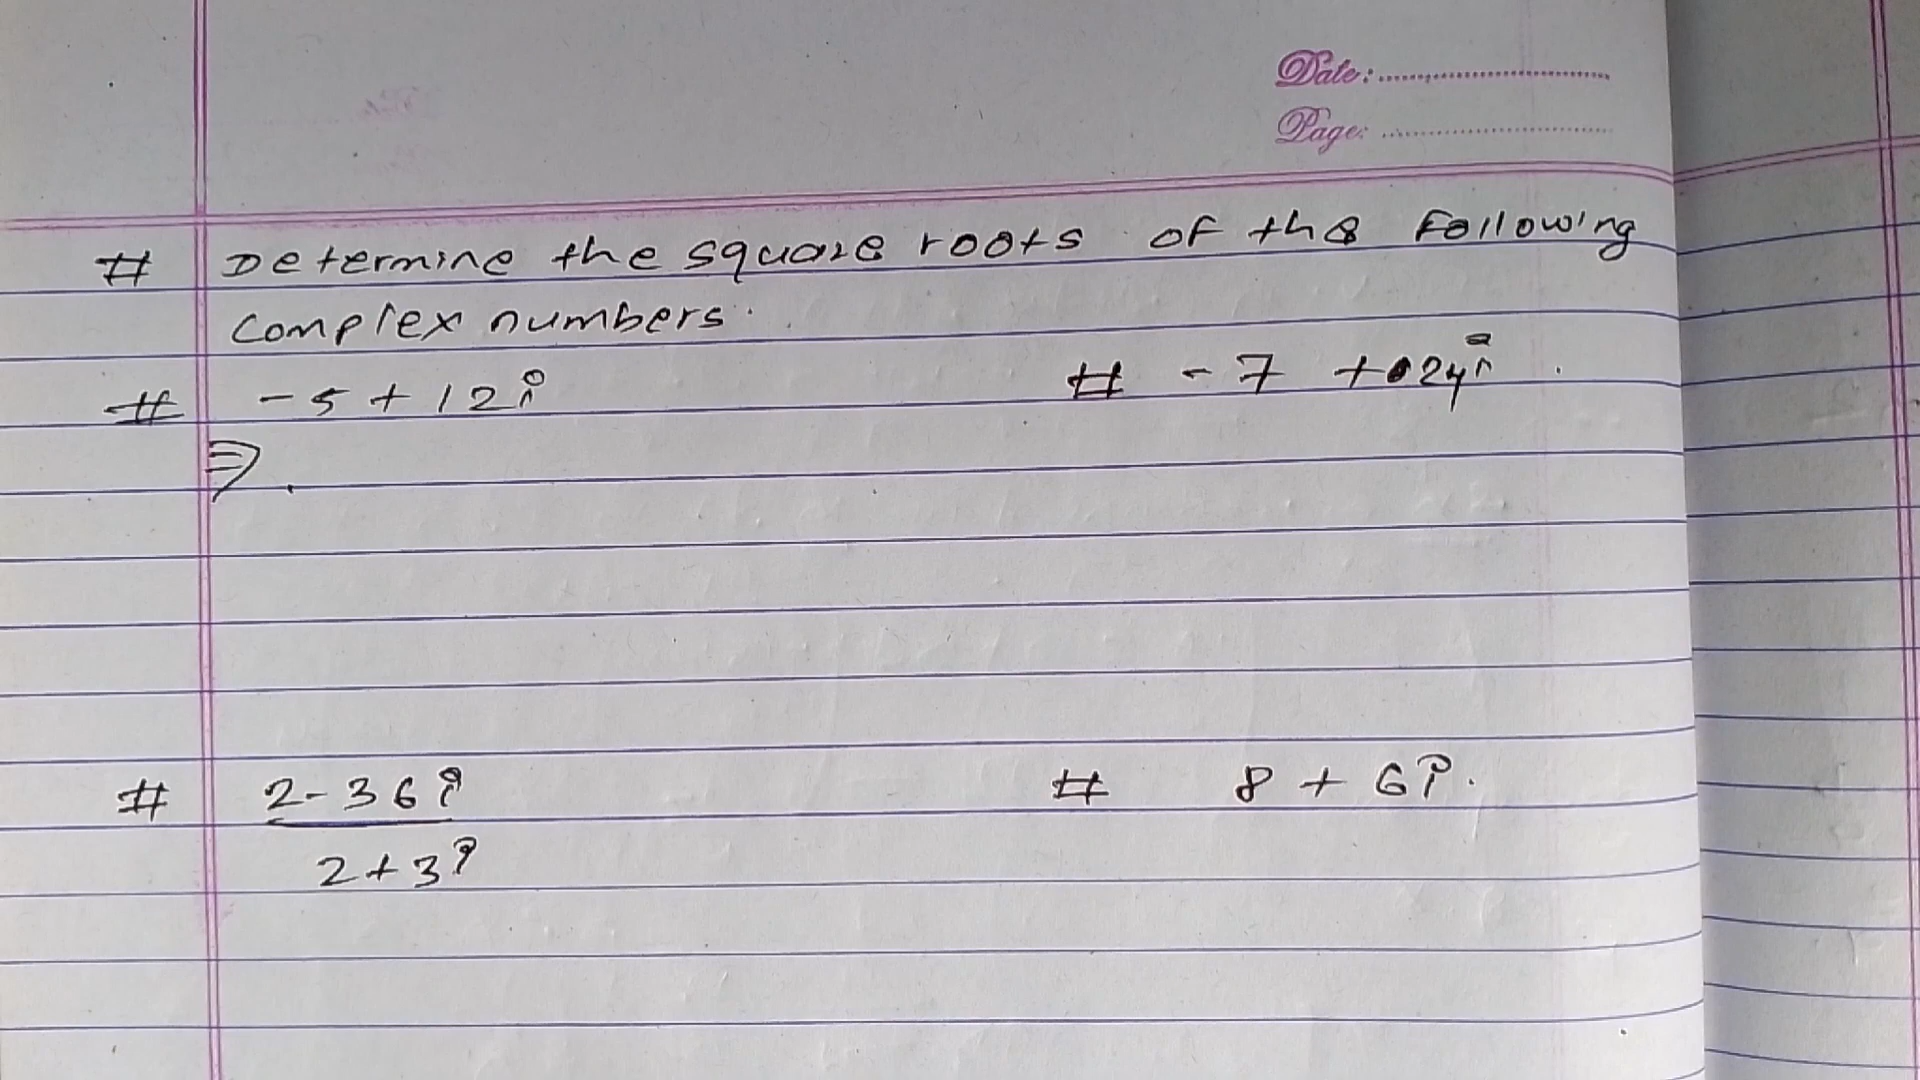 Date:
Page:
# Determine the square roots of the following
complex numbers.
# -5+12i # -7 +24i.
⇒.
# 2-36i # 8+6i.
2+3i